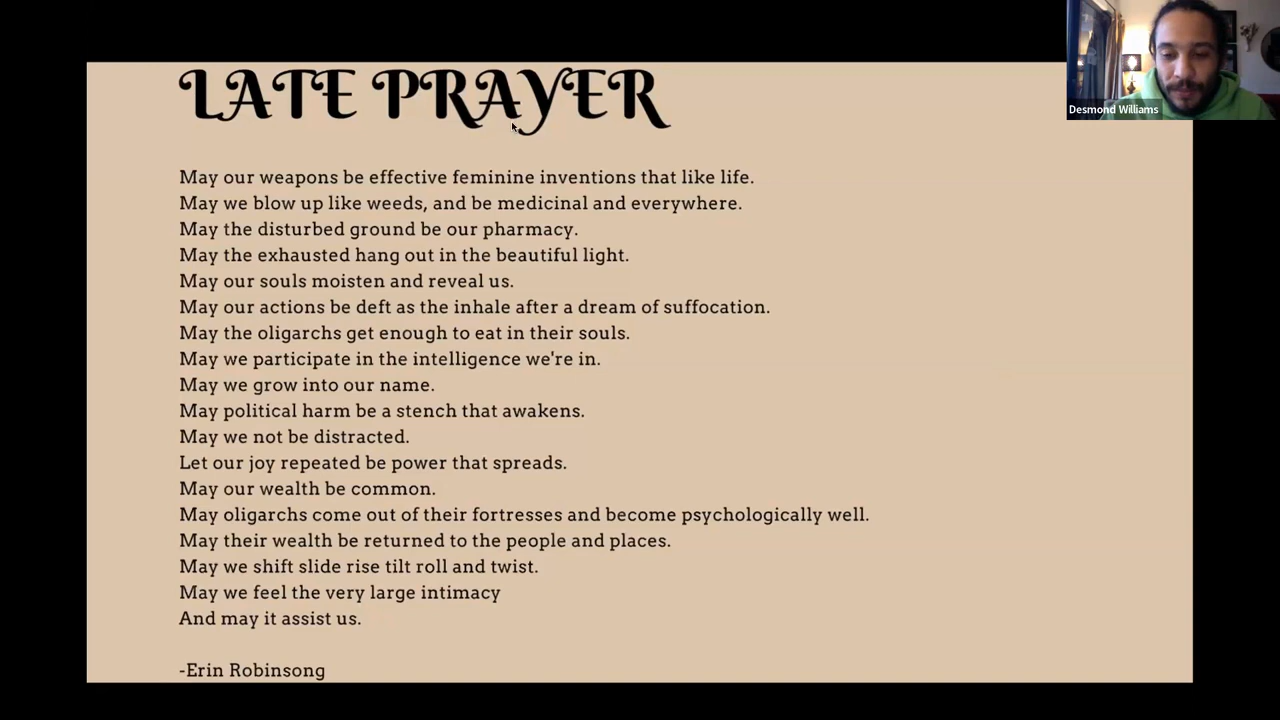 LATE PRAYER
Desmond Williams
May our weapons be effective feminine inventions that like life.
May we blow up like weeds, and be medicinal and everywhere.
May the disturbed ground be our pharmacy.
May the exhausted hang out in the beautiful light.
May our souls moisten and reveal us.
May our actions be deft as the inhale after a dream of suffocation.
May the oligarchs get enough to eat in their souls.
May we participate in the intelligence we're in.
May we grow into our name.
May political harm be a stench that awakens.
May we not be distracted.
Let our joy repeated be power that spreads.
May our wealth be common.
May oligarchs come out of their fortresses and become psychologically well.
May their wealth be returned to the people and places.
May we shift slide rise tilt roll and twist.
May we feel the very large intimacy
And may it assist us.
-Erin Robinsong